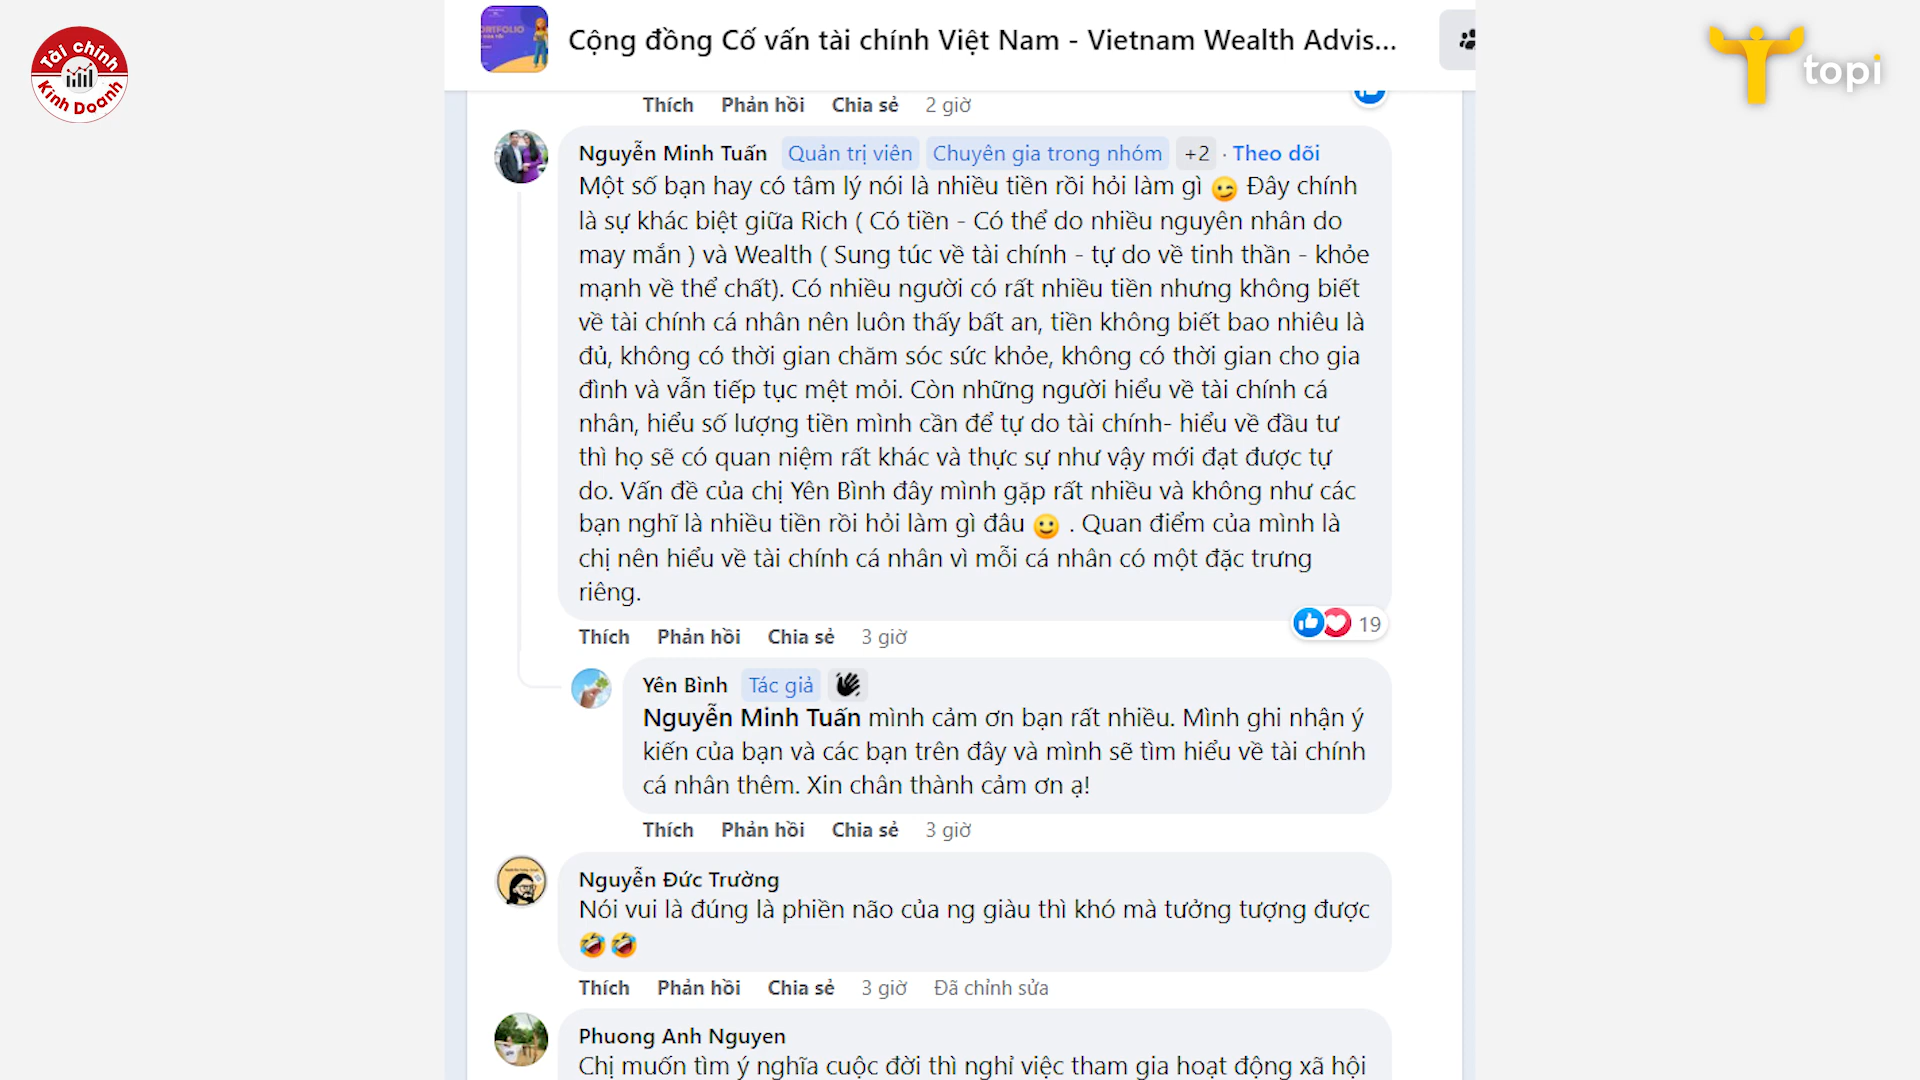 Tài chính
Kinh Doanh
topi
PORTFOLIO
Cộng đồng Cố vấn tài chính Việt Nam - Vietnam Wealth Advis...
Thích Phản hồi Chia sẻ 2 giờ
Nguyễn Minh Tuấn Quản trị viên Chuyên gia trong nhóm +2 · Theo dõi
Một số bạn hay có tâm lý nói là nhiều tiền rồi hỏi làm gì 😉 Đây chính
là sự khác biệt giữa Rich ( Có tiền - Có thể do nhiều nguyên nhân do
may mắn ) và Wealth ( Sung túc về tài chính - tự do về tinh thần - khỏe
mạnh về thể chất). Có nhiều người có rất nhiều tiền nhưng không biết
về tài chính cá nhân nên luôn thấy bất an, tiền không biết bao nhiêu là
đủ, không có thời gian chăm sóc sức khỏe, không có thời gian cho gia
đình và vẫn tiếp tục mệt mỏi. Còn những người hiểu về tài chính cá
nhân, hiểu số lượng tiền mình cần để tự do tài chính- hiểu về đầu tư
thì họ sẽ có quan niệm rất khác và thực sự như vậy mới đạt được tự
do. Vấn đề của chị Yên Bình đây mình gặp rất nhiều và không như các
bạn nghĩ là nhiều tiền rồi hỏi làm gì đâu 🙂 . Quan điểm của mình là
chị nên hiểu về tài chính cá nhân vì mỗi cá nhân có một đặc trưng
riêng.
19
Thích Phản hồi Chia sẻ 3 giờ
Yên Bình Tác giả 👋
Nguyễn Minh Tuấn mình cảm ơn bạn rất nhiều. Mình ghi nhận ý
kiến của bạn và các bạn trên đây và mình sẽ tìm hiểu về tài chính
cá nhân thêm. Xin chân thành cảm ơn ạ!
Thích Phản hồi Chia sẻ 3 giờ
Nguyễn Đức Trường
Nói vui là đúng là phiền não của ng giàu thì khó mà tưởng tượng được
🤣🤣
Thích Phản hồi Chia sẻ 3 giờ Đã chỉnh sửa
Phuong Anh Nguyen
Chị muốn tìm ý nghĩa cuộc đời thì nghỉ việc tham gia hoạt động xã hội